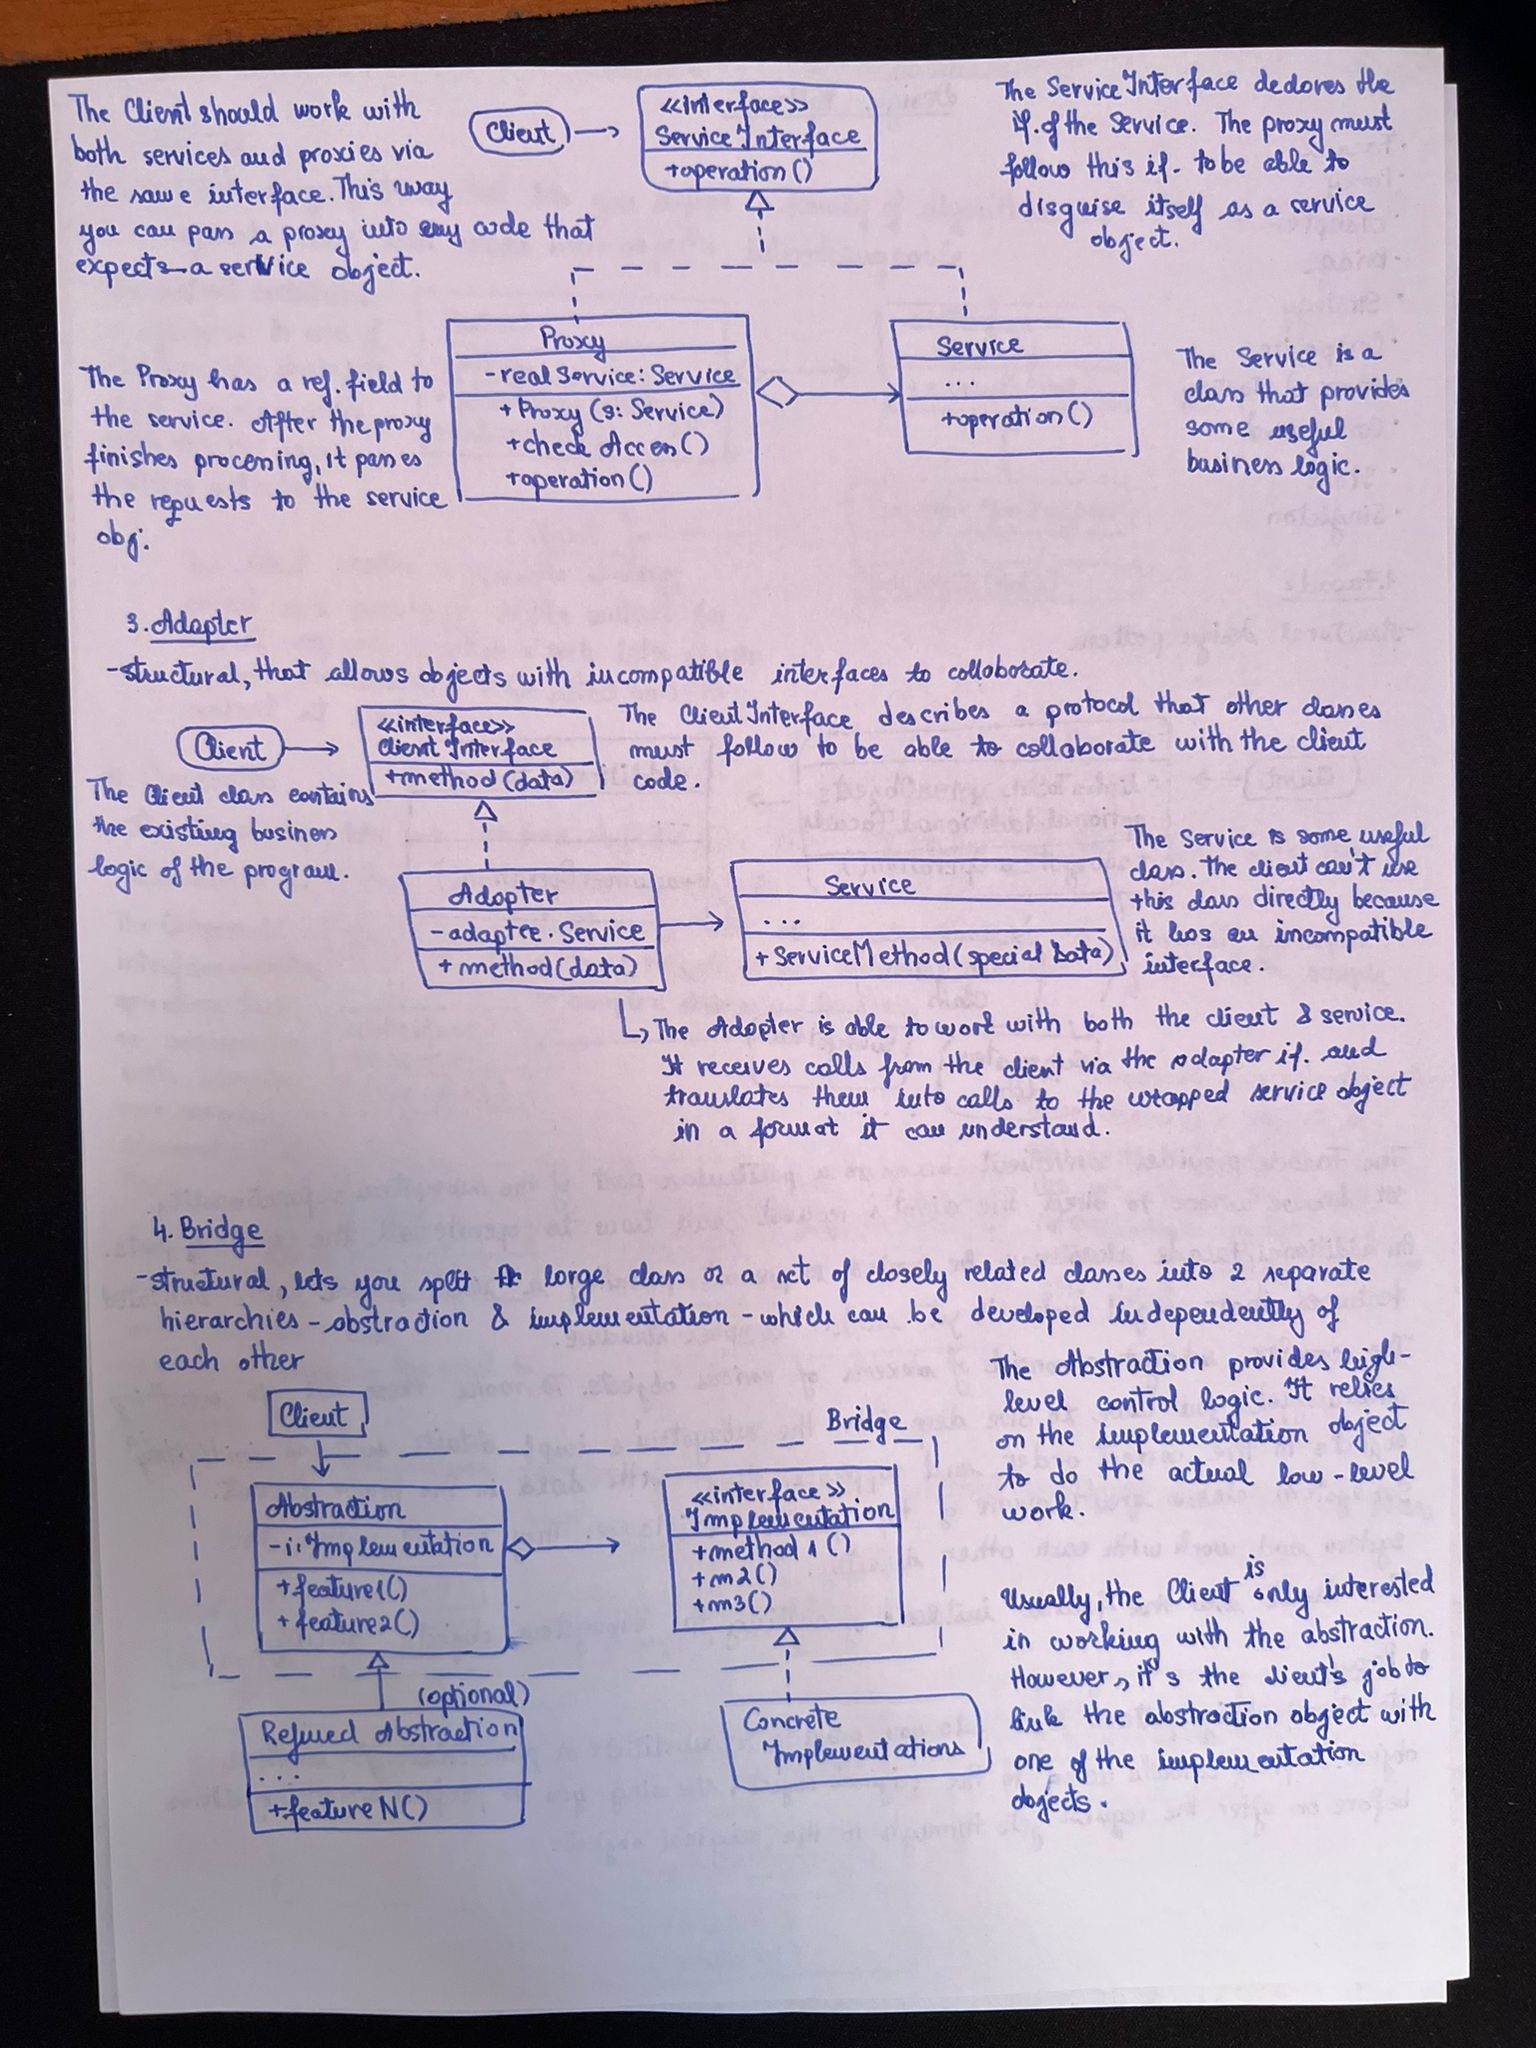 The Client should work with
both services and proxies via
the same interface. This way
you can pass a proxy into any code that
expects a service object.
Client
<<interface>>
Service Interface
+operation()
The Service Interface declares the
if. of the Service. The proxy must
follow this if. to be able to
disguise itself as a service
object.
The Proxy has a ref. field to
the service. After the proxy
finishes processing, it passes
the requests to the service
obj.
Proxy
-realService: Service
+Proxy (s: Service)
+check Access()
+operation()
Service
...
+operation()
The Service is a
class that provides
some useful
business logic.
3. Adapter
-structural, that allows objects with incompatible interfaces to collaborate.
Client
<<interface>>
Client Interface
+method(data)
The Client Interface describes a protocol that other classes
must follow to be able to collaborate with the client
code.
The Client class contains
the existing business
logic of the program.
Adapter
-adaptee. Service
+ method(data)
Service
...
+ ServiceMethod(special Data)
The Service is some useful
class. The client can't use
this class directly because
it has an incompatible
interface.
The Adapter is able to work with both the client & service.
It receives calls from the client via the adapter if. and
translates them into calls to the wrapped service object
in a format it can understand.
4. Bridge
-structural, lets you split large class or a set of closely related classes into 2 separate
hierarchies - abstraction & implementation - which can be developed independently of
each other
Client
Bridge
Abstraction
-i: Implementation
+feature1()
+feature2()
<<interface>>
Implementation
+method 1()
+m2()
+m3()
(optional)
Refined Abstraction
...
+feature N()
Concrete
Implementations
The Abstraction provides high-
level control logic. It relies
on the implementation object
to do the actual low-level
work.
Usually, the Client is only interested
in working with the abstraction.
However, it's the client's job to
link the abstraction object with
one of the implementation
objects.